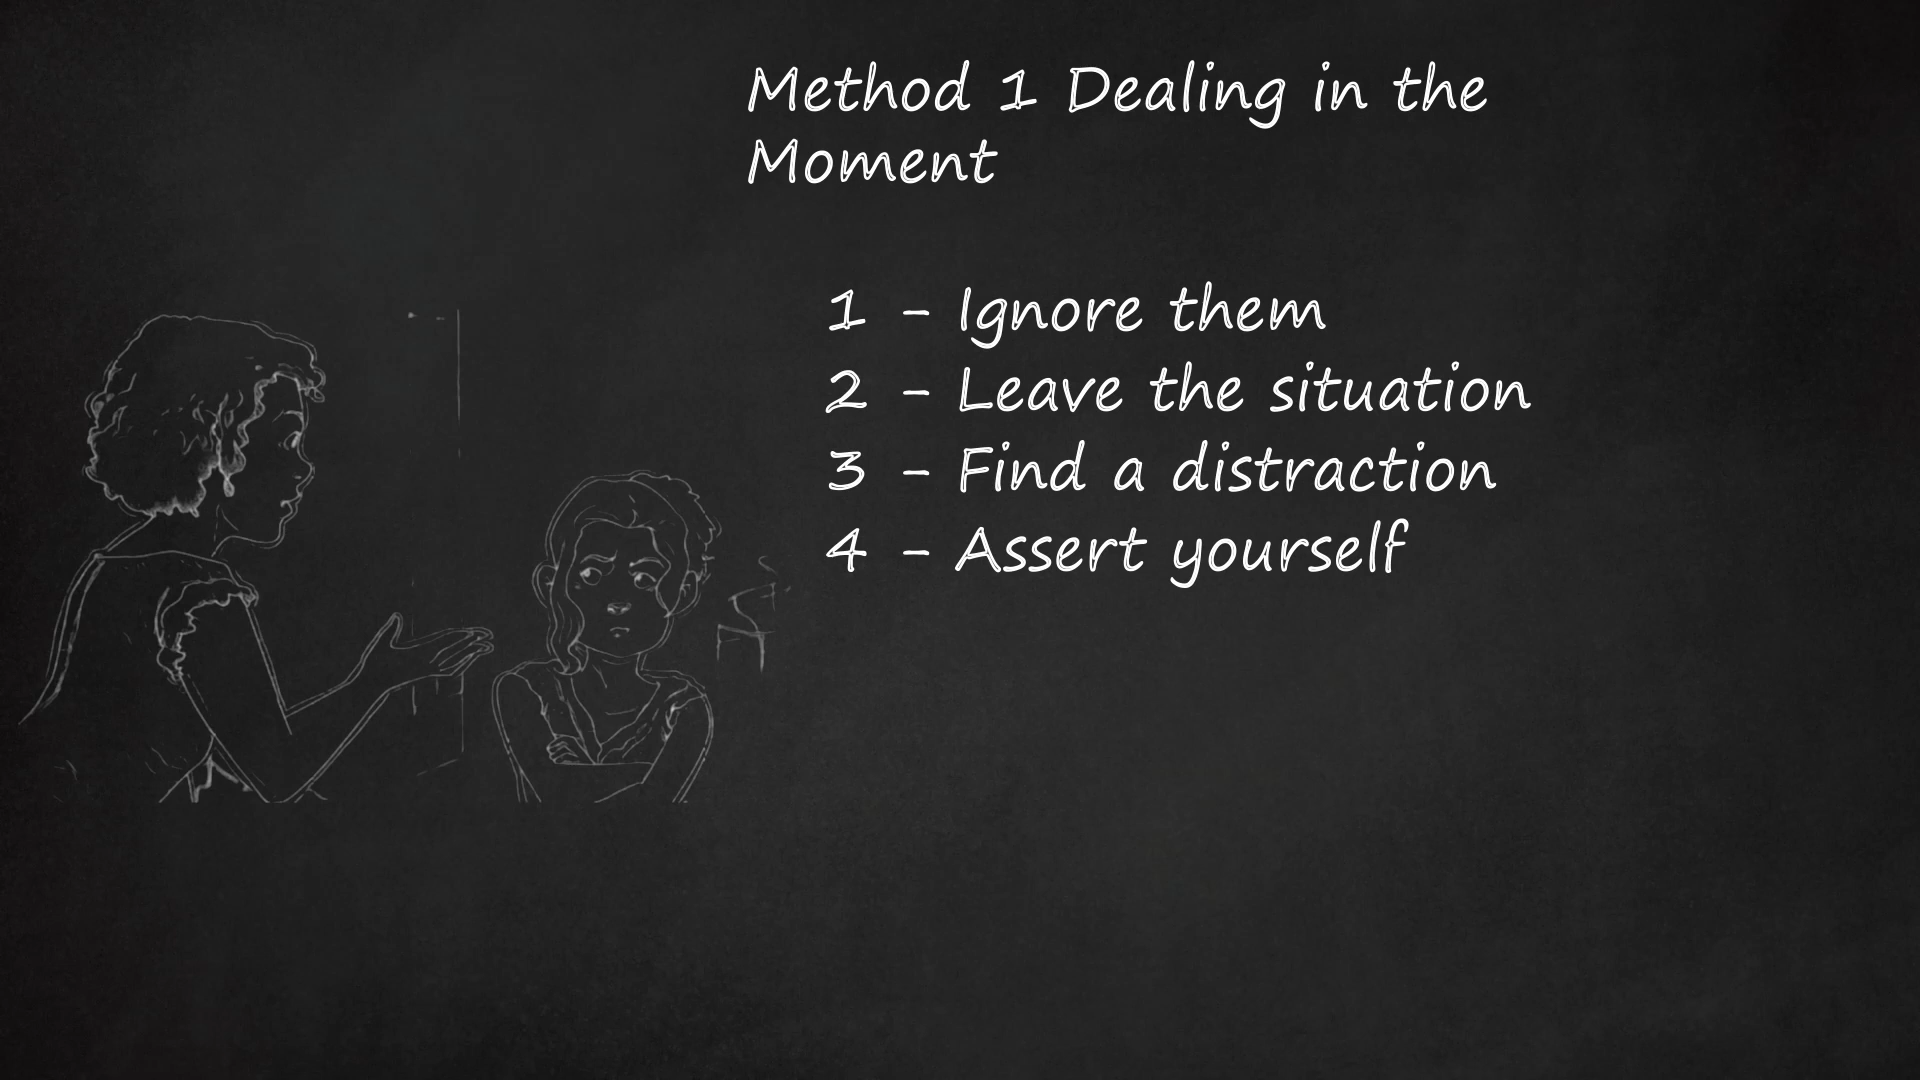 Method 1 Dealing in the
Moment
1 - Ignore them
2 - Leave the situation
3 - Find a distraction
4 - Assert yourself